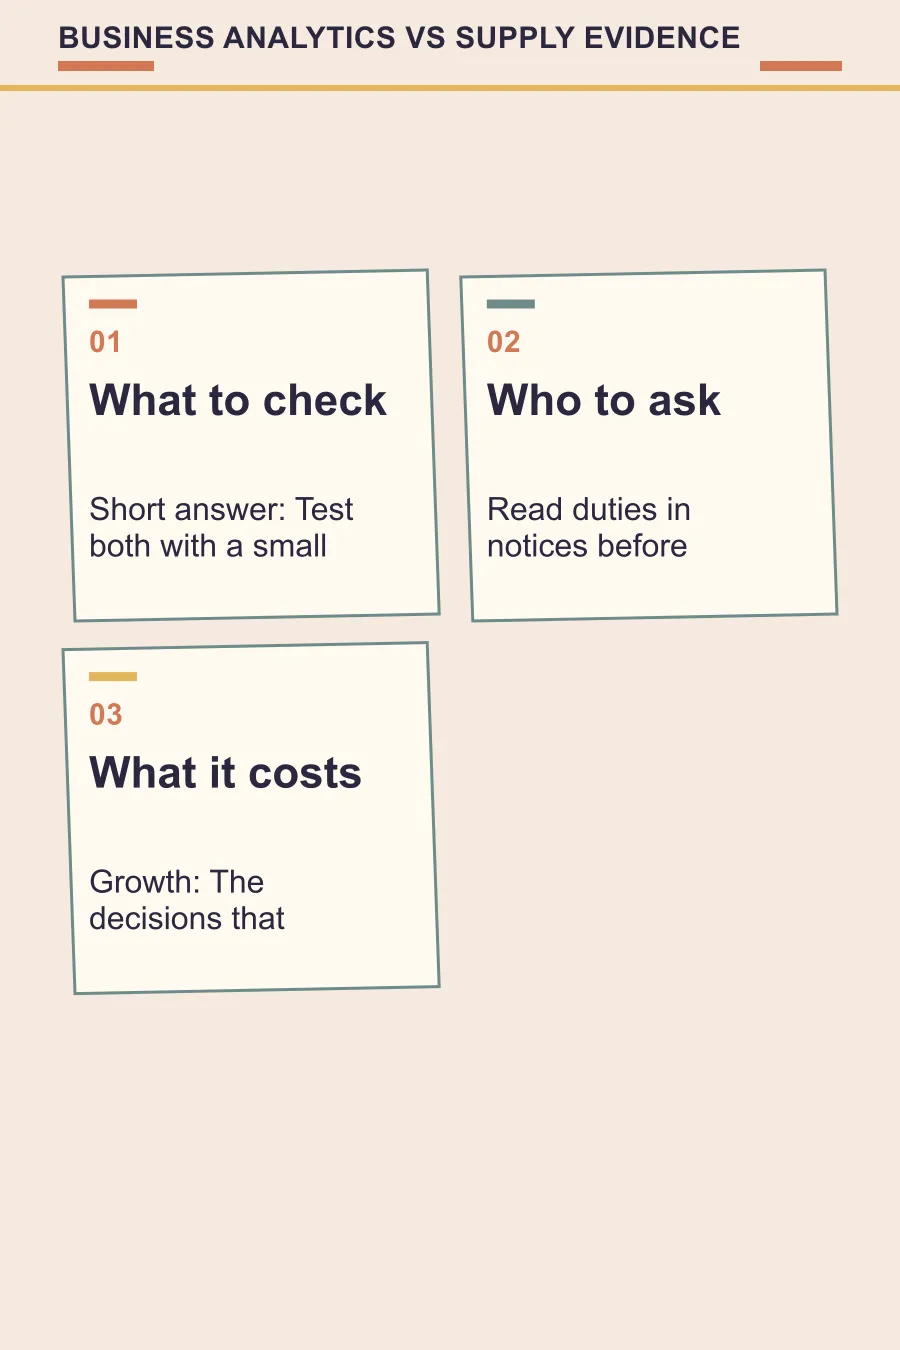 BUSINESS ANALYTICS VS SUPPLY EVIDENCE
01
What to check
Short answer: Test
both with a small
02
Who to ask
Read duties in
notices before
03
What it costs
Growth: The
decisions that